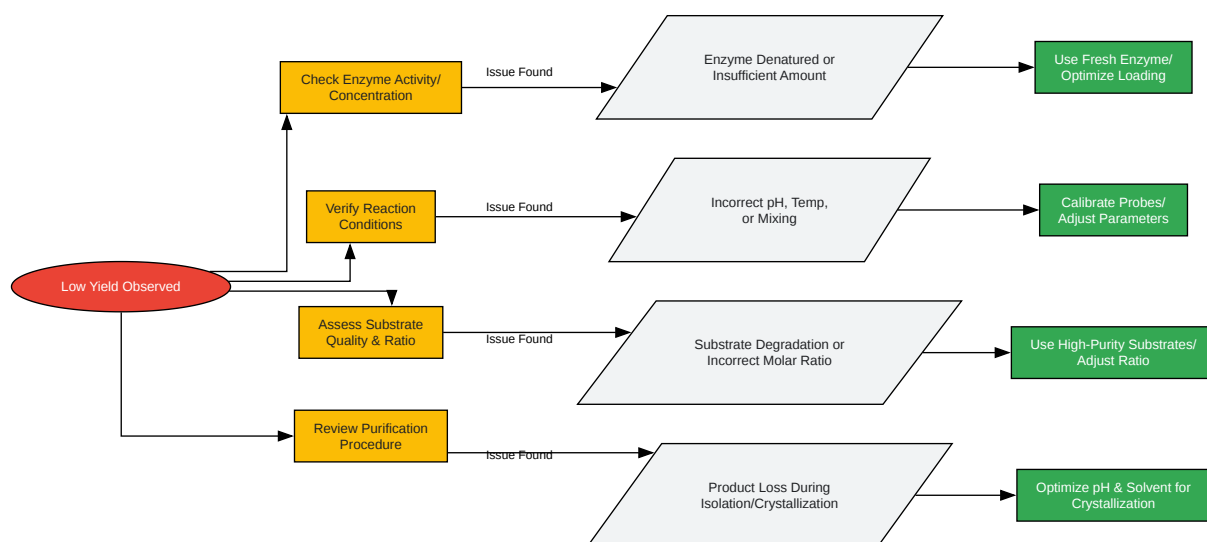 Check Enzyme Activity/
Concentration
Issue Found
Enzyme Denatured or
Insufficient Amount
Use Fresh Enzyme/
Optimize Loading
Verify Reaction
Conditions
Issue Found
Incorrect pH, Temp,
or Mixing
Calibrate Probes/
Adjust Parameters
Low Yield Observed
Assess Substrate
Quality & Ratio
Issue Found
Substrate Degradation or
Incorrect Molar Ratio
Use High-Purity Substrates/
Adjust Ratio
Review Purification
Procedure
Issue Found
Product Loss During
Isolation/Crystallization
Optimize pH & Solvent for
Crystallization